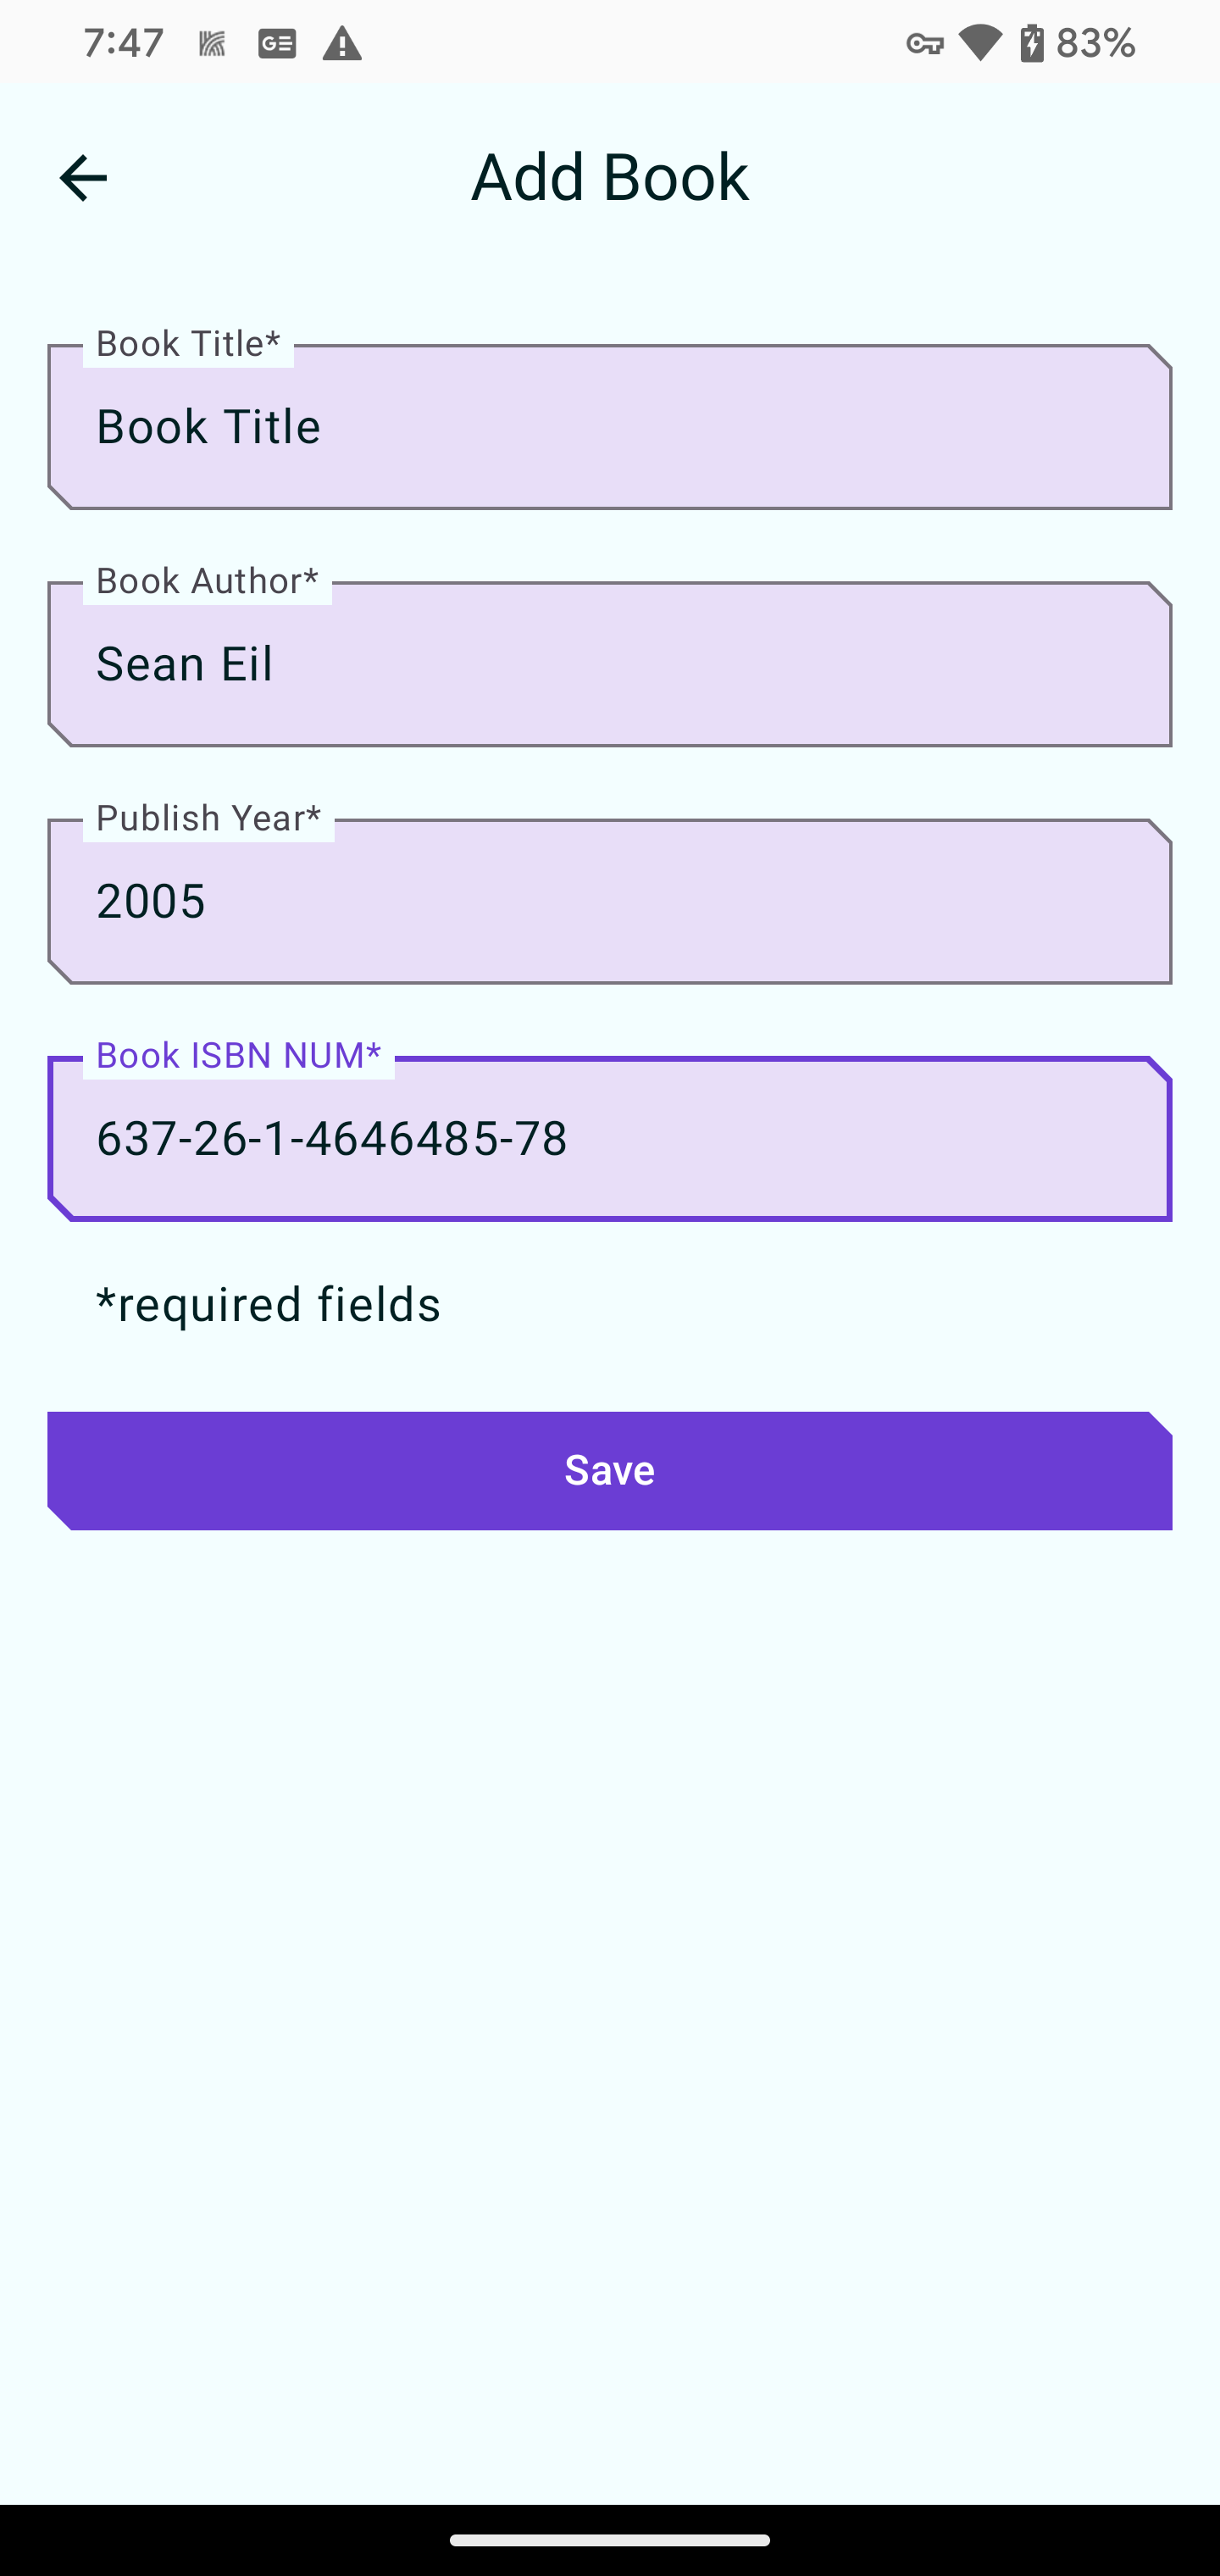 7:47
GE
83%
Add Book
Book Title*
Book Title
Book Author*
Sean Eil
Publish Year*
2005
Book ISBN NUM*
637-26-1-4646485-78
*required fields
Save